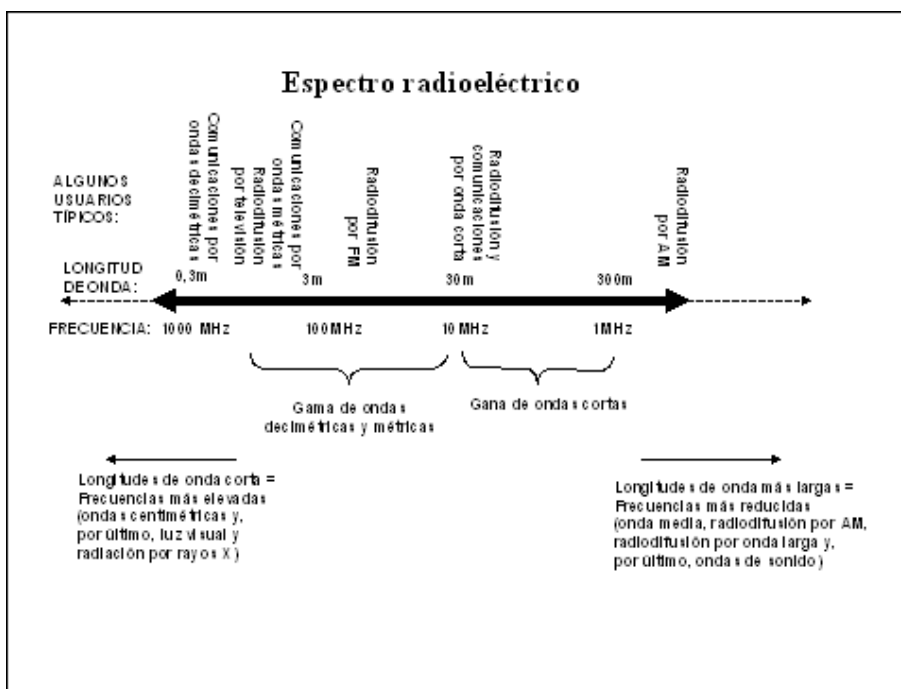 Espectro radioeléctrico
ALGUNOS
USUARIOS
TÍPICOS:
Comunicaciones por
ondas decimétricas
Radiodifusión
por televisión
Comunicaciones por
ondas métricas
Radiodifusión
por FM
Radiodifusión y
comunicaciones
por onda corta
Radiodifusión
por AM
LONGITUD
DE ONDA:
0,3m
3m
30m
300m
FRECUENCIA:
1000 MHz
100MHz
10 MHz
1MHz
Gama de ondas
decimétricas y métricas
Gana de ondas cortas
Longitudes de onda corta =
Frecuencias más elevadas
(ondas centimétricas y,
por último, luz visual y
radiación por rayos X)
Longitudes de onda más largas =
Frecuencias más reducidas
(onda media, radiodifusión por AM,
radiodifusión por onda larga y,
por último, ondas de sonido)